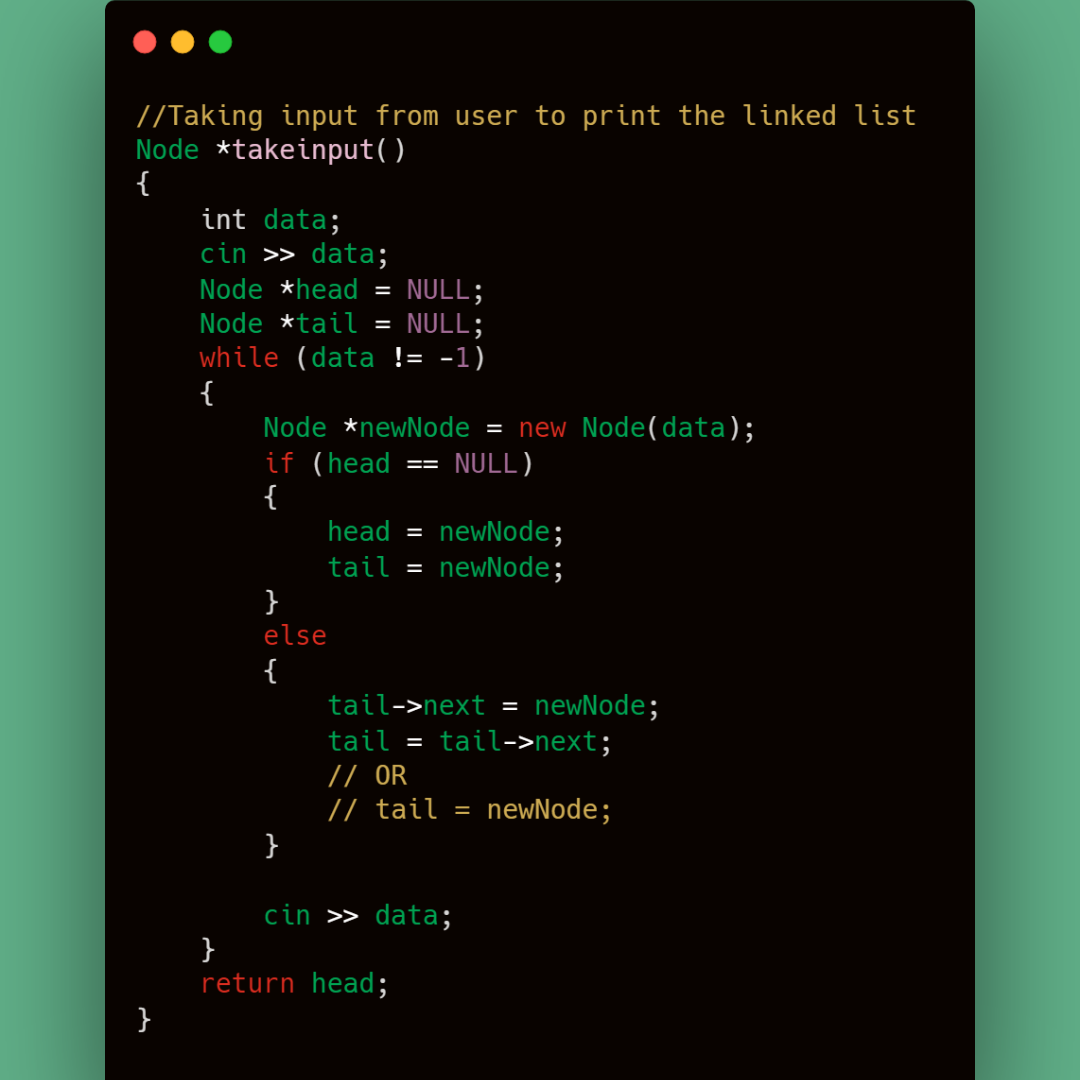 //Taking input from user to print the linked list
Node *takeinput()
{
    int data;
    cin >> data;
    Node *head = NULL;
    Node *tail = NULL;
    while (data != -1)
    {
        Node *newNode = new Node(data);
        if (head == NULL)
        {
            head = newNode;
            tail = newNode;
        }
        else
        {
            tail->next = newNode;
            tail = tail->next;
            // OR
            // tail = newNode;
        }

        cin >> data;
    }
    return head;
}